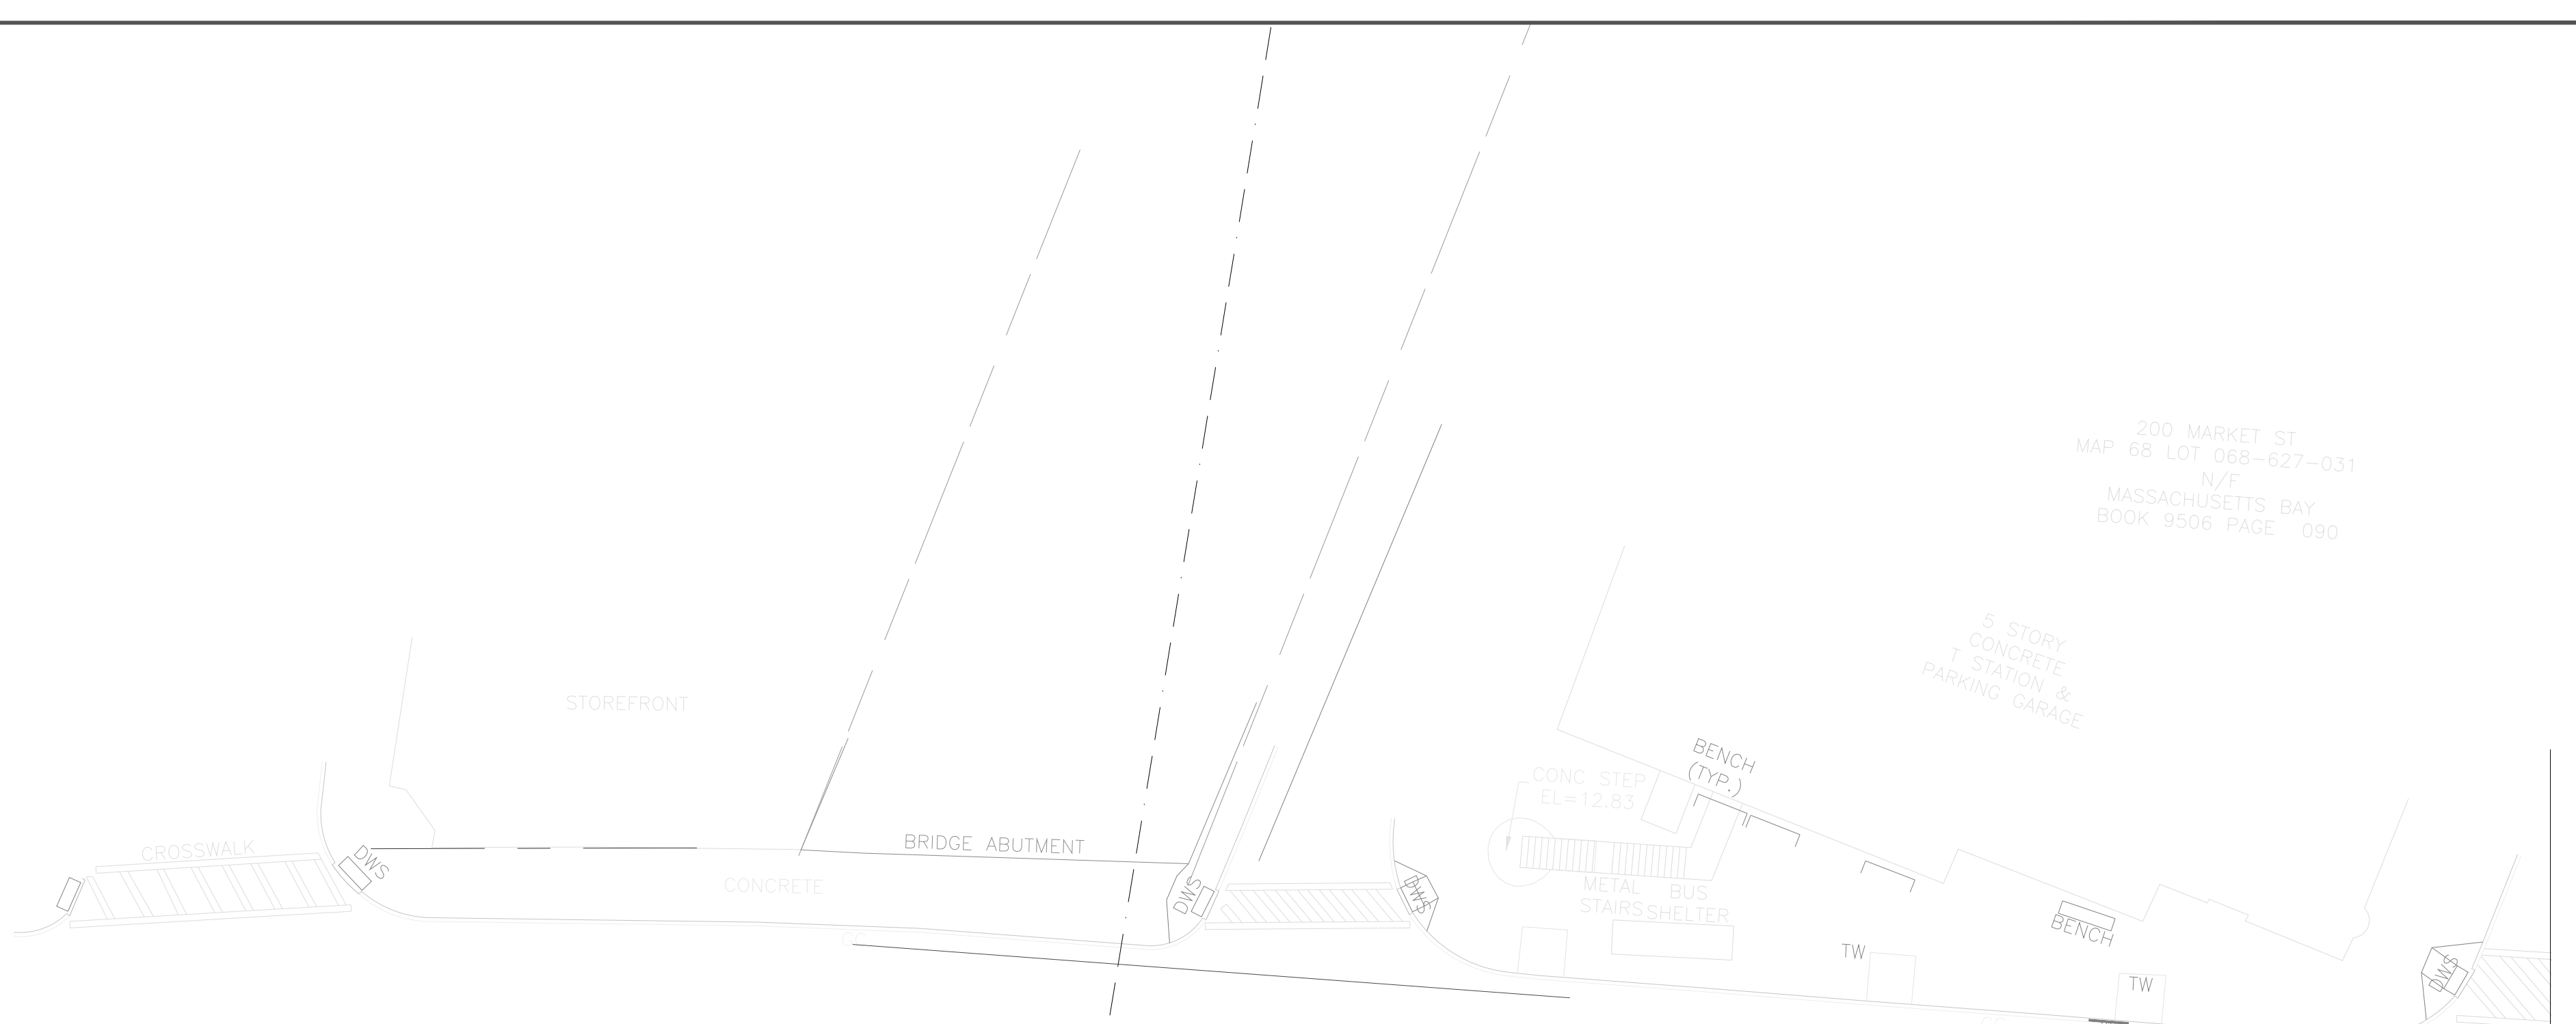 200 MARKET ST
MAP 68 LOT 068-627-031
N/F
MASSACHUSETTS BAY
BOOK 9506 PAGE 090
5 STORY
CONCRETE
T STATION &
PARKING GARAGE
STOREFRONT
BENCH
(TYP.)
CONC STEP
EL=12.83
CROSSWALK
DWS
BRIDGE ABUTMENT
CONCRETE
DWS
DWS
METAL
STAIRS
BUS
SHELTER
BENCH
TW
TW
DWS
CC